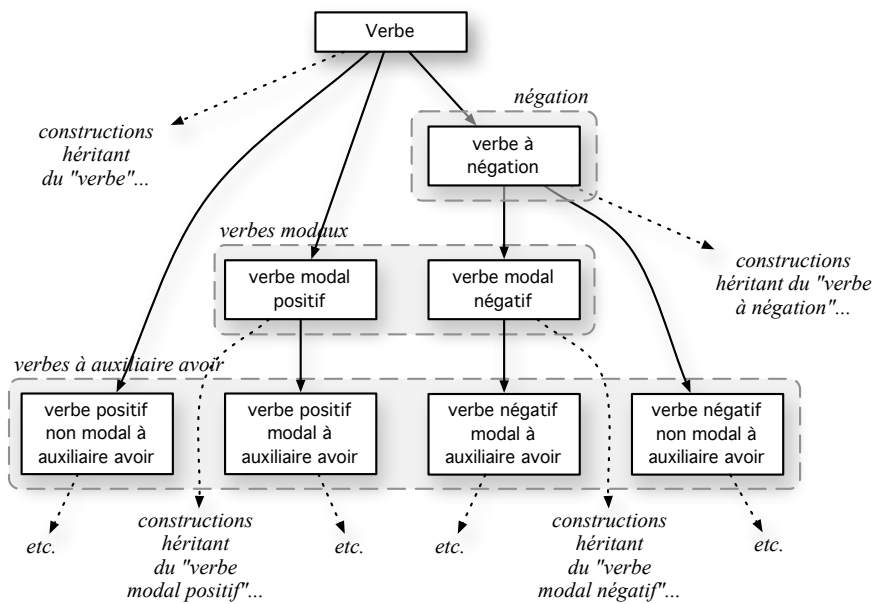 Verbe
négation
constructions
héritant
du "verbe"...
verbe à
négation
verbes modaux
verbe modal
positif
verbe modal
négatif
constructions
héritant du "verbe
à négation"...
verbes à auxiliaire avoir
verbe positif
non modal à
auxiliaire avoir
verbe positif
modal à
auxiliaire avoir
verbe négatif
modal à
auxiliaire avoir
verbe négatif
non modal à
auxiliaire avoir
etc.
constructions
héritant
du "verbe
modal positif"...
etc.
etc.
constructions
héritant
du "verbe
modal négatif"...
etc.